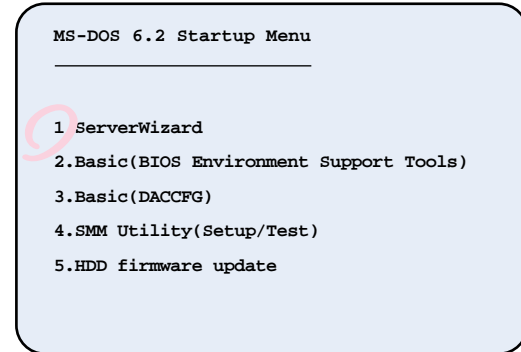 MS-DOS 6.2 Startup Menu
1 ServerWizard
2.Basic(BIOS Environment Support Tools)
3.Basic(DACCFG)
4.SMM Utility(Setup/Test)
5.HDD firmware update